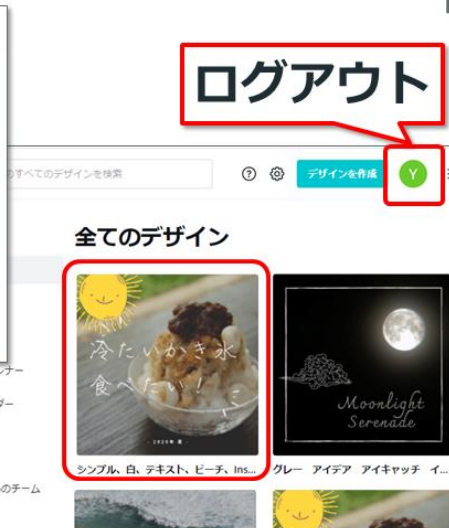 ログアウト
のすべてのデザインを検索
?
デザインを作成
Y
全てのデザイン
冷たいかき氷
食べたい!
- 2020年 夏 -
Moonlight
Serenade
シンプル、白、テキスト、ビーチ、Ins...
グレー アイデア アイキャッチ イ...
ナー
ダー
のチーム